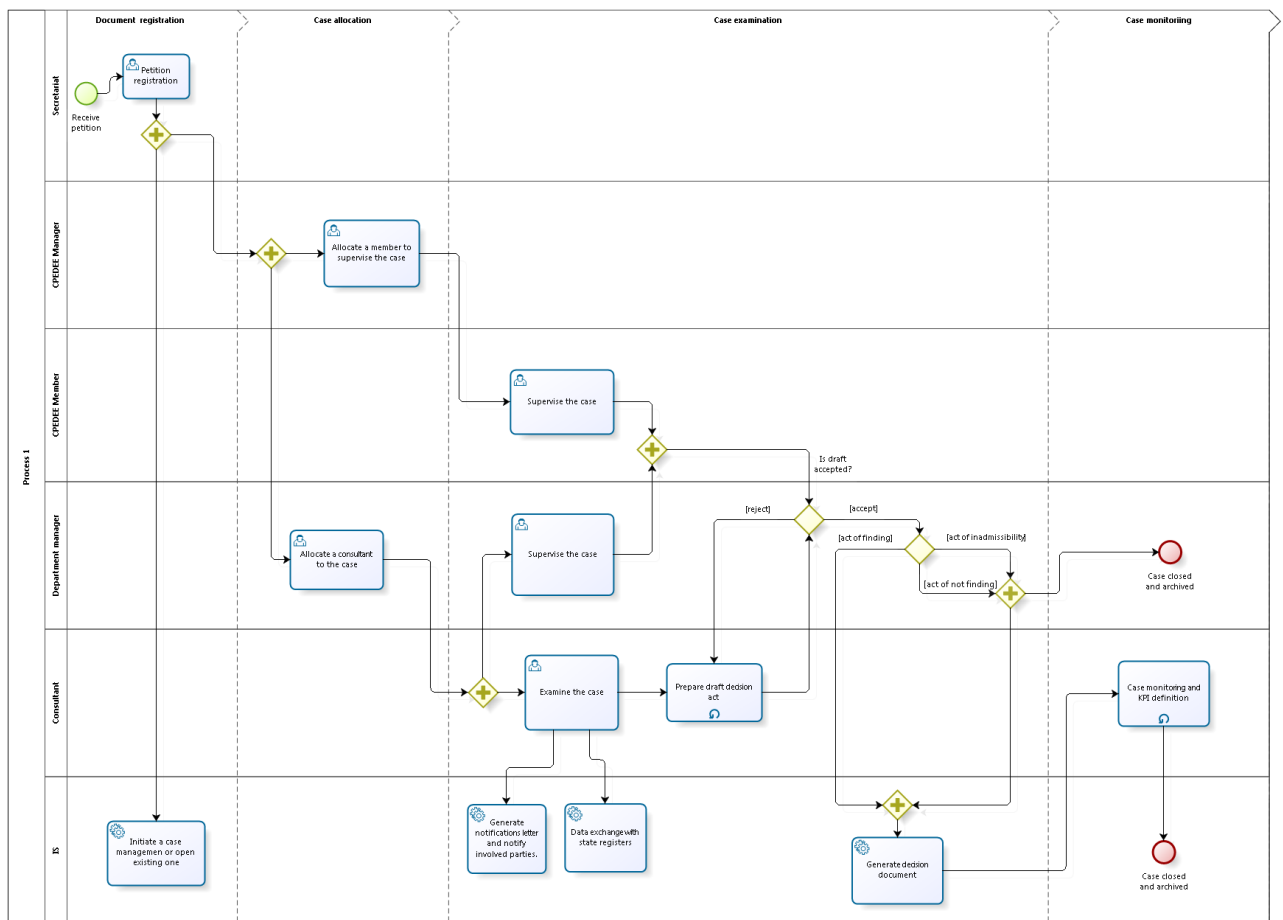 Document registration
Case allocation
Case examination
Case monitoriing
Process 1
Secretariat
Receive
petition
Petition
registration
CPEDEE Manager
Allocate a member to
supervise the case
CPEDEE Member
Supervise the case
Is draft
accepted?
Department manager
Allocate a consultant
to the case
Supervise the case
[reject]
[accept]
[act of finding]
[act of inadmissibility]
[act of not finding]
Case closed
and archived
Consultant
Examine the case
Prepare draft decision
act
Case monitoring and
KPI definition
IS
Initiate a case
managemen or open
existing one
Generate
notifications letter
and notify
involved parties.
Data exchange with
state registers
Generate decision
document
Case closed
and archived